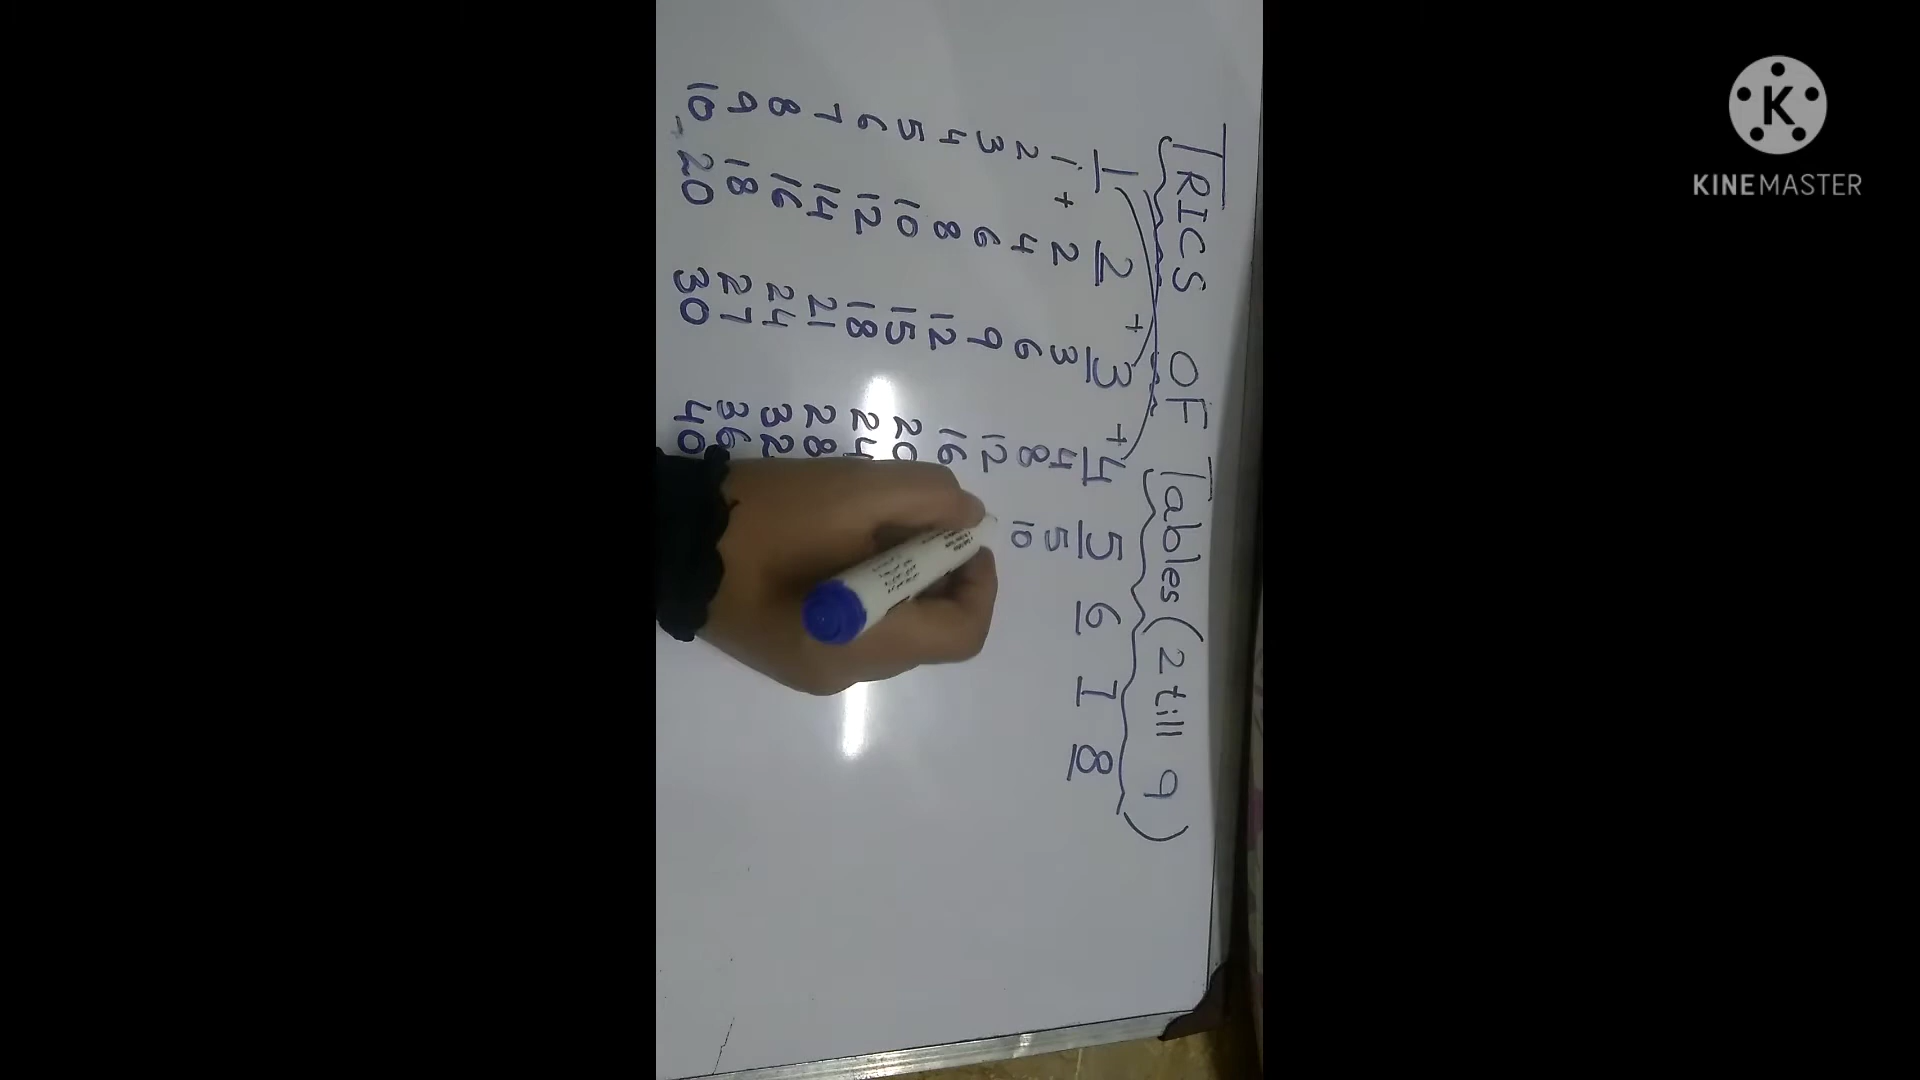 TRICS OF Tables (2 till 9)
1 2 + 3 + 4 5 6 7 8
1 + 2 3 4 5
2 4 6 8 10
3 6 9 12
4 8 12 16
5 10 15 20
6 12 18 24
7 14 21 28
8 16 24 32
9 18 27 36
10 20 30 40
K
KINEMASTER